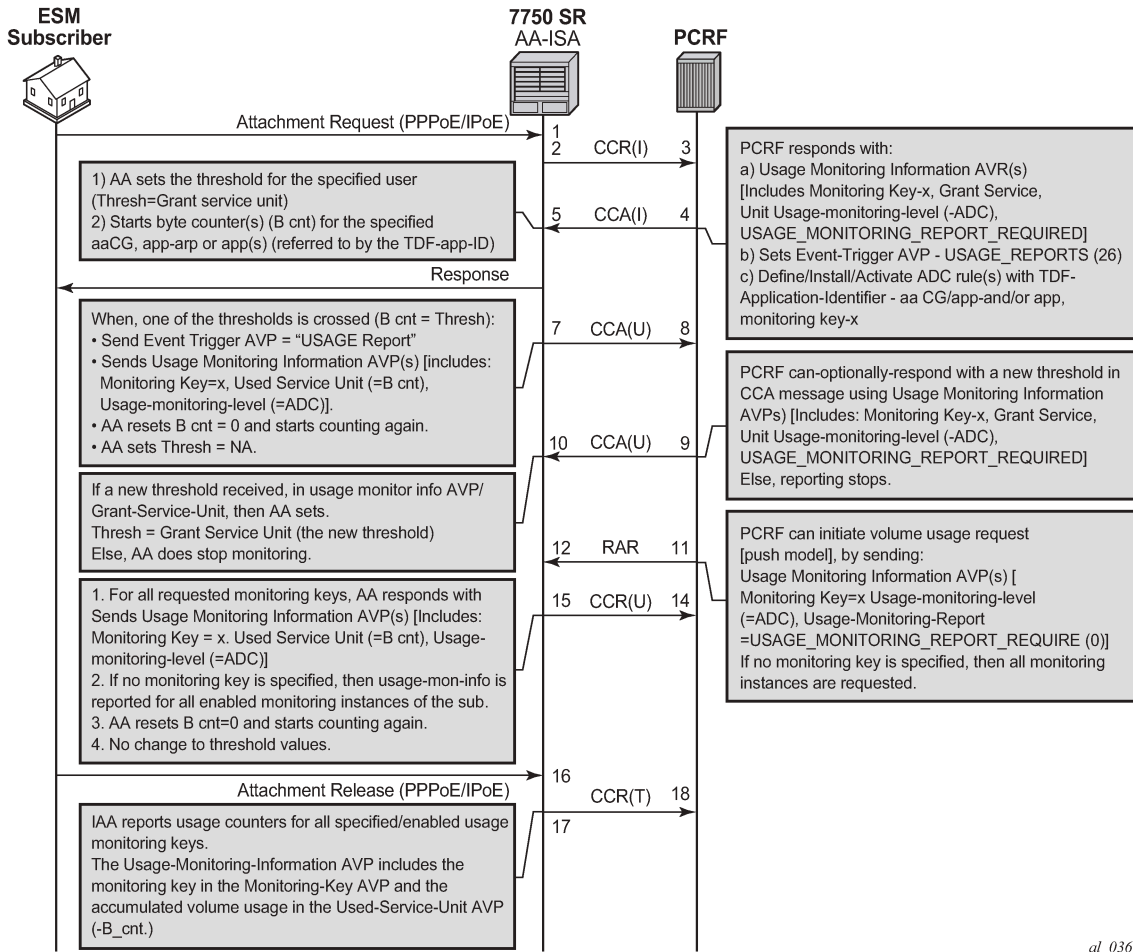 ESM
Subscriber
7750 SR
AA-ISA
PCRF
Attachment Request (PPPoE/IPoE)
1
2
CCR(I)
3
PCRF responds with:
a) Usage Monitoring Information AVR(s)
[Includes Monitoring Key-x, Grant Service,
Unit Usage-monitoring-level (-ADC),
USAGE_MONITORING_REPORT_REQUIRED]
b) Sets Event-Trigger AVP - USAGE_REPORTS (26)
c) Define/Install/Activate ADC rule(s) with TDF-
Application-Identifier - aa CG/app-and/or app,
monitoring key-x
1) AA sets the threshold for the specified user
(Thresh=Grant service unit)
2) Starts byte counter(s) (B cnt) for the specified
aaCG, app-arp or app(s) (referred to by the TDF-app-ID)
5
CCA(I)
4
Response
When, one of the thresholds is crossed (B cnt = Thresh):
• Send Event Trigger AVP = “USAGE Report”
• Sends Usage Monitoring Information AVP(s) [includes:
Monitoring Key=x, Used Service Unit (=B cnt),
Usage-monitoring-level (=ADC)].
• AA resets B cnt = 0 and starts counting again.
• AA sets Thresh = NA.
7
CCA(U)
8
PCRF can-optionally-respond with a new threshold in
CCA message using Usage Monitoring Information
AVPs) [Includes: Monitoring Key-x, Grant Service,
Unit Usage-monitoring-level (-ADC),
USAGE_MONITORING_REPORT_REQUIRED]
Else, reporting stops.
10
CCA(U)
9
If a new threshold received, in usage monitor info AVP/
Grant-Service-Unit, then AA sets.
Thresh = Grant Service Unit (the new threshold)
Else, AA does stop monitoring.
12
RAR
11
PCRF can initiate volume usage request
[push model], by sending:
Usage Monitoring Information AVP(s) [
Monitoring Key=x Usage-monitoring-level
(=ADC), Usage-Monitoring-Report
=USAGE_MONITORING_REPORT_REQUIRE (0)]
If no monitoring key is specified, then all monitoring
instances are requested.
1. For all requested monitoring keys, AA responds with
Sends Usage Monitoring Information AVP(s) [Includes:
Monitoring Key = x. Used Service Unit (=B cnt), Usage-
monitoring-level (=ADC)]
2. If no monitoring key is specified, then usage-mon-info is
reported for all enabled monitoring instances of the sub.
3. AA resets B cnt=0 and starts counting again.
4. No change to threshold values.
15
CCR(U)
14
16
Attachment Release (PPPoE/IPoE)
CCR(T)
18
17
IAA reports usage counters for all specified/enabled usage
monitoring keys.
The Usage-Monitoring-Information AVP includes the
monitoring key in the Monitoring-Key AVP and the
accumulated volume usage in the Used-Service-Unit AVP
(-B_cnt.)
al_036